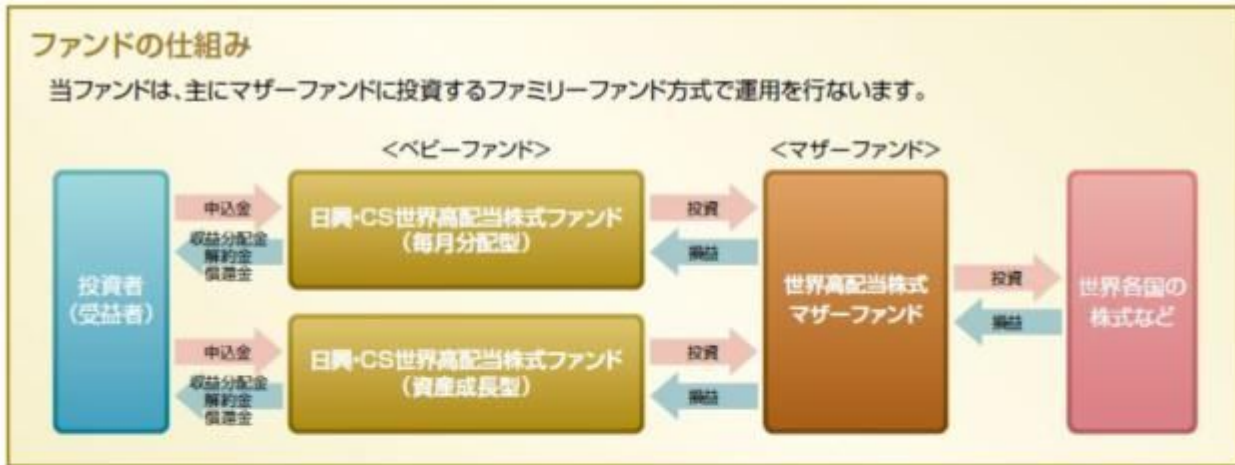 ファンドの仕組み
当ファンドは、主にマザーファンドに投資するファミリーファンド方式で運用を行ないます。
＜ベビーファンド＞
＜マザーファンド＞
投資者
（受益者）
申込金
収益分配金
解約金
償還金
日興・CS世界高配当株式ファンド
（毎月分配型）
投資
損益
申込金
収益分配金
解約金
償還金
日興・CS世界高配当株式ファンド
（資産成長型）
投資
損益
世界高配当株式
マザーファンド
投資
損益
世界各国の
株式など